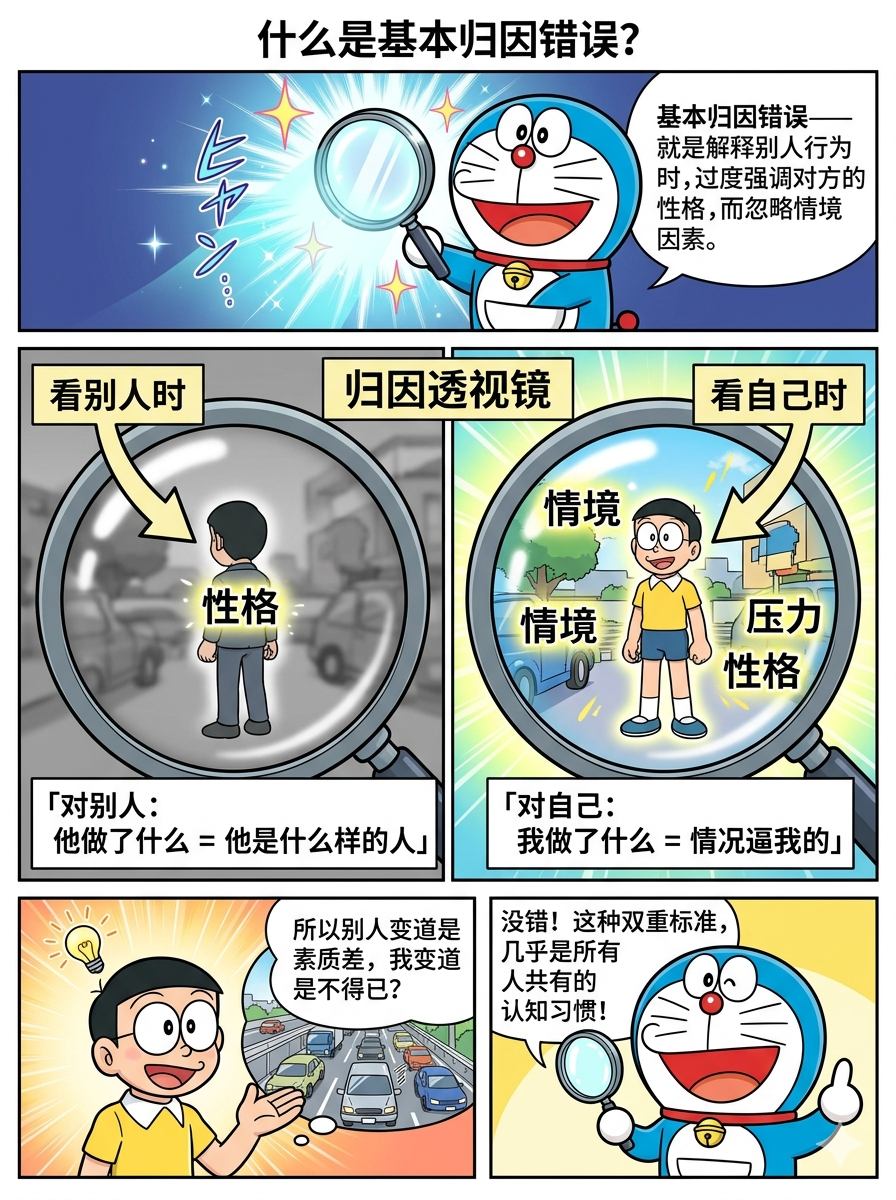 什么是基本归因错误？
基本归因错误——
就是解释别人行为
时，过度强调对方的
性格，而忽略情境
因素。
ヒャン…
看别人时
归因透视镜
看自己时
性格
情境
情境
压力
性格
「对别人：
他做了什么 = 他是什么样的人」
「对自己：
我做了什么 = 情况逼我的」
所以别人变道是
素质差，我变道
是不得已？
没错！这种双重标准，
几乎是所有
人共有的
认知习惯！